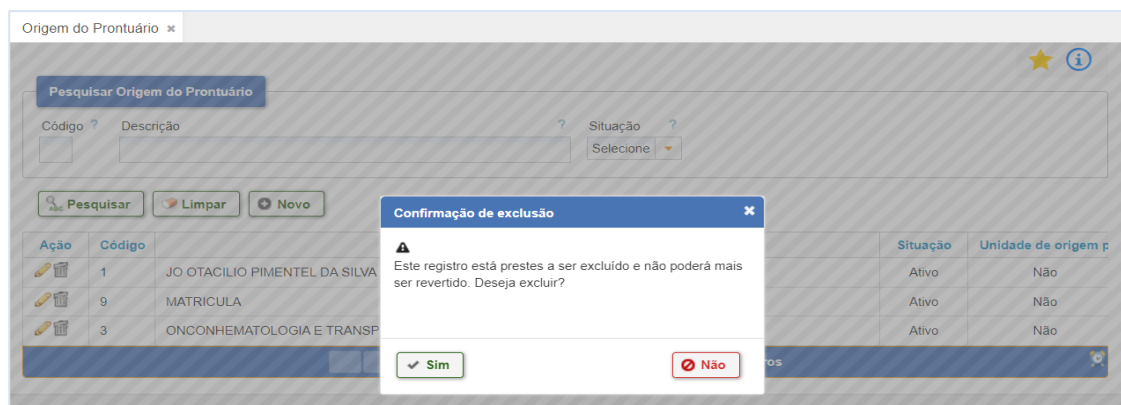 Origem do Prontuário
Pesquisar Origem do Prontuário
Código ? Descrição ? Situação ?
Selecione
Pesquisar Limpar Novo
Confirmação de exclusão
Este registro está prestes a ser excluído e não poderá mais
ser revertido. Deseja excluir?
Sim Não
Ação Código Situação Unidade de origem p
1 JO OTACILIO PIMENTEL DA SILVA Ativo Não
9 MATRICULA Ativo Não
3 ONCONHEMATOLOGIA E TRANSP Ativo Não
ros